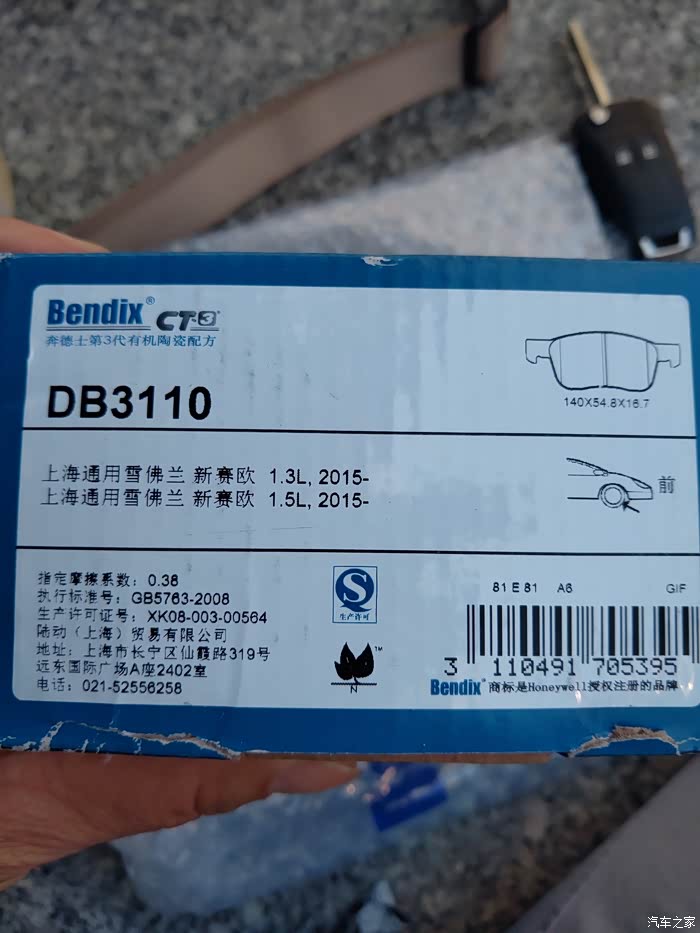 Bendix® CT-3®
奔德士第3代有机陶瓷配方
DB3110
140X54.8X16.7
上海通用雪佛兰 新赛欧 1.3L, 2015-
上海通用雪佛兰 新赛欧 1.5L, 2015-
前
指定摩擦系数：0.38
执行标准号：GB5763-2008
生产许可证号：XK08-003-00564
陆动（上海）贸易有限公司
地址：上海市长宁区仙霞路319号
远东国际广场A座2402室
电话：021-52556258
S
生产许可
TM
N
81 E 81 A6 GIF
3 110491 705395
Bendix® 商标是Honeywell授权注册的品牌
汽车之家